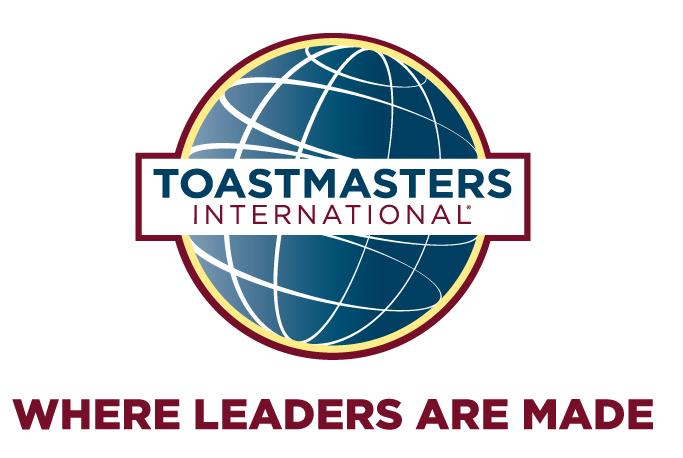 TOASTMASTERS
INTERNATIONAL®
WHERE LEADERS ARE MADE